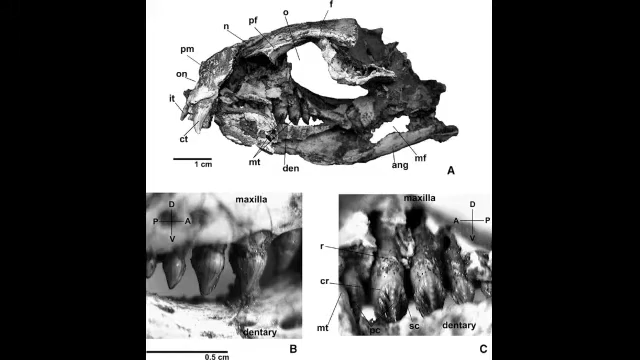 f
o
pf
n
pm
on
it
ct
1 cm
mt
den
ang
mf
A
maxilla
D
P
A
V
dentary
0.5 cm
B
maxilla
D
A
P
V
r
cr
mt
pc
sc
dentary
C